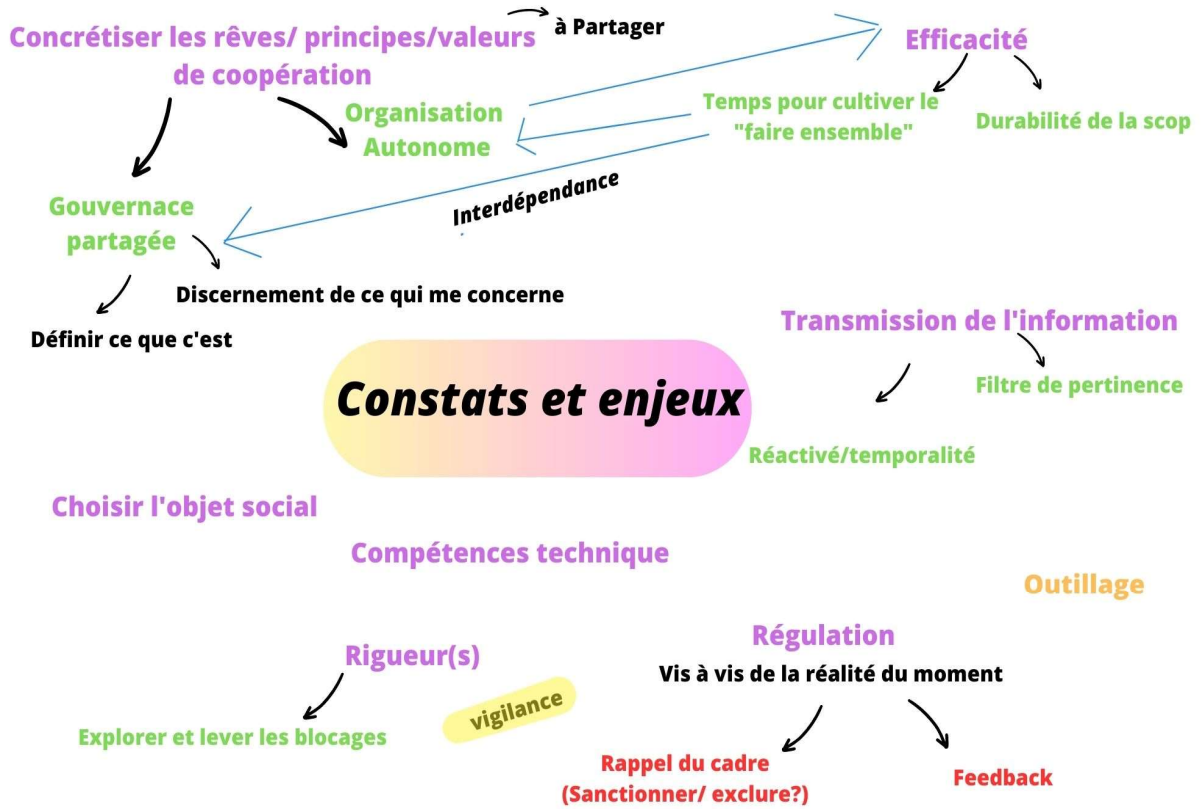 Concrétiser les rêves/ principes/valeurs
de coopération
à Partager
Efficacité
Organisation
Autonome
Temps pour cultiver le
"faire ensemble"
Durabilité de la scop
Interdépendance
Gouvernace
partagée
Discernement de ce qui me concerne
Définir ce que c'est
Transmission de l'information
Filtre de pertinence
Réactivé/temporalité
Constats et enjeux
Choisir l'objet social
Compétences technique
Outillage
Rigueur(s)
Explorer et lever les blocages
vigilance
Régulation
Vis à vis de la réalité du moment
Rappel du cadre
(Sanctionner/ exclure?)
Feedback